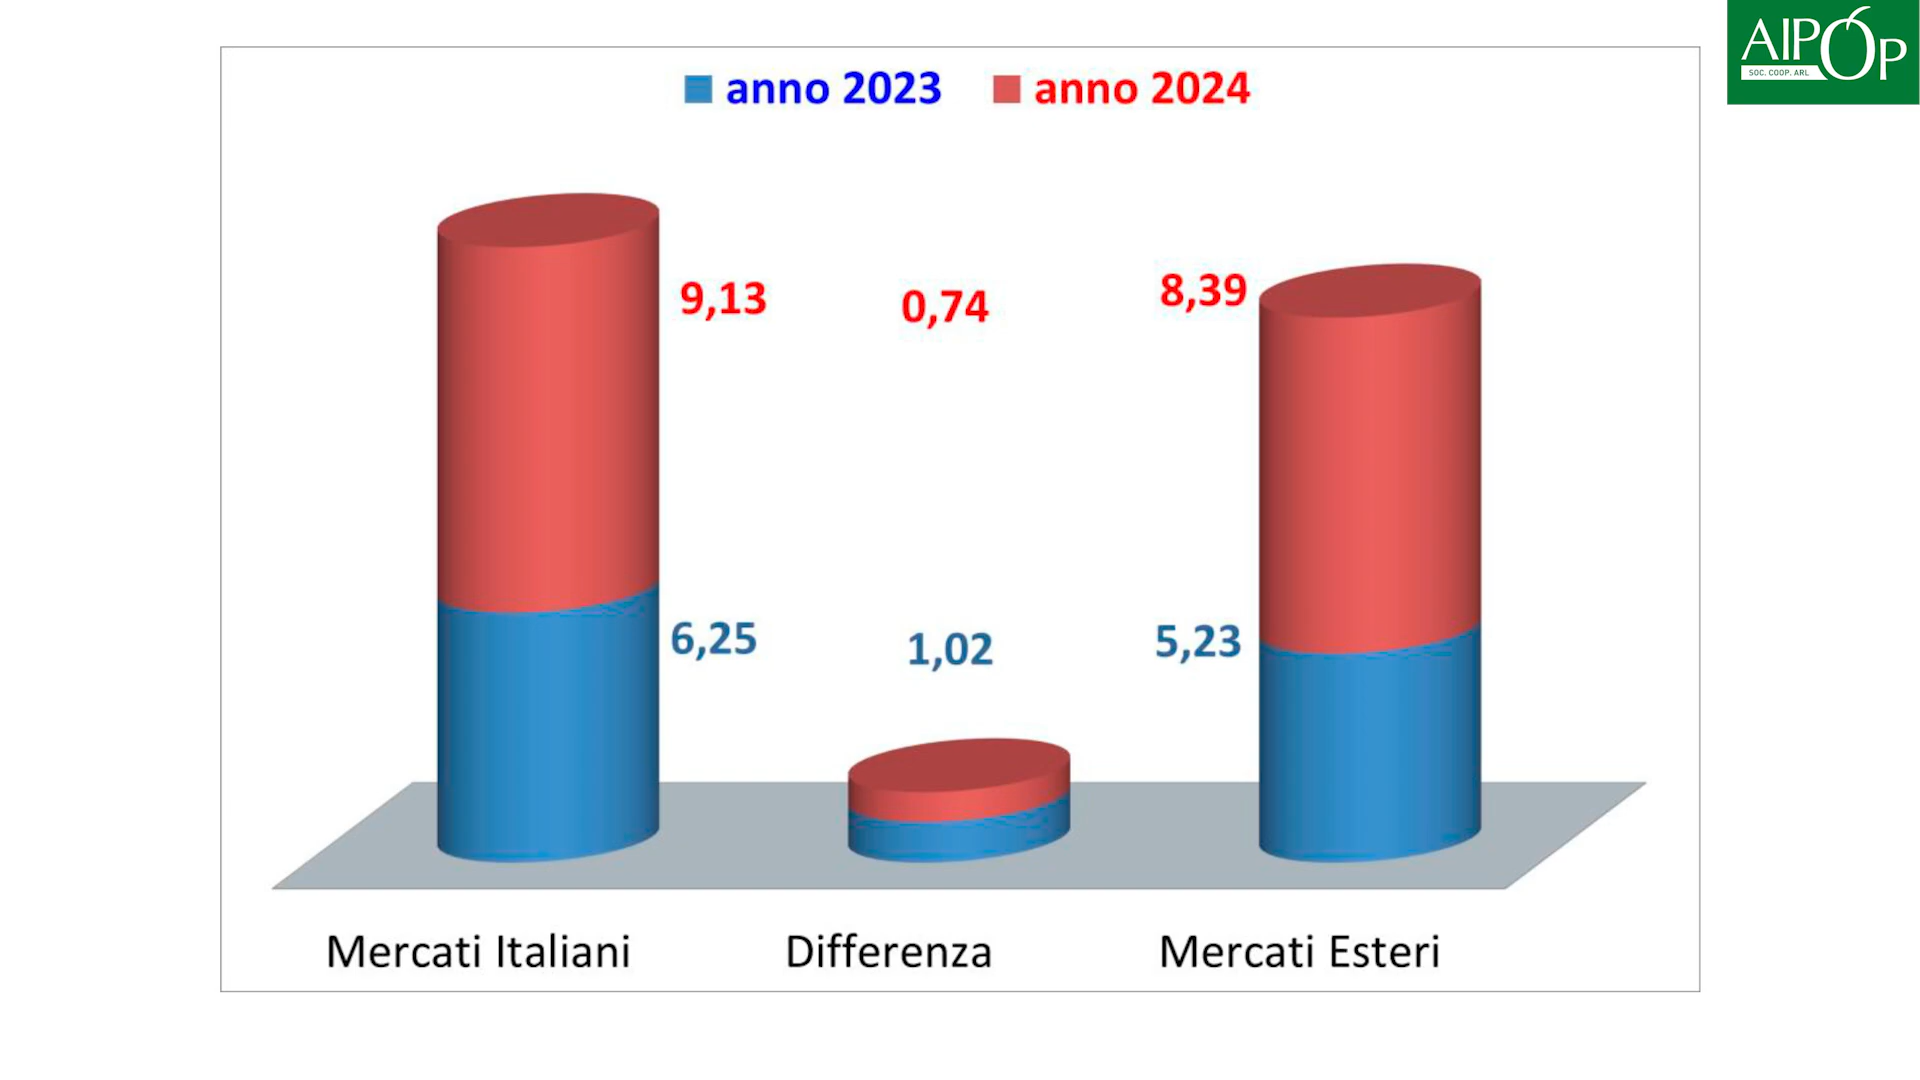 AIPOP
SOC. COOP. ARL
anno 2023 anno 2024
9,13 0,74 8,39
6,25 1,02 5,23
Mercati Italiani Differenza Mercati Esteri